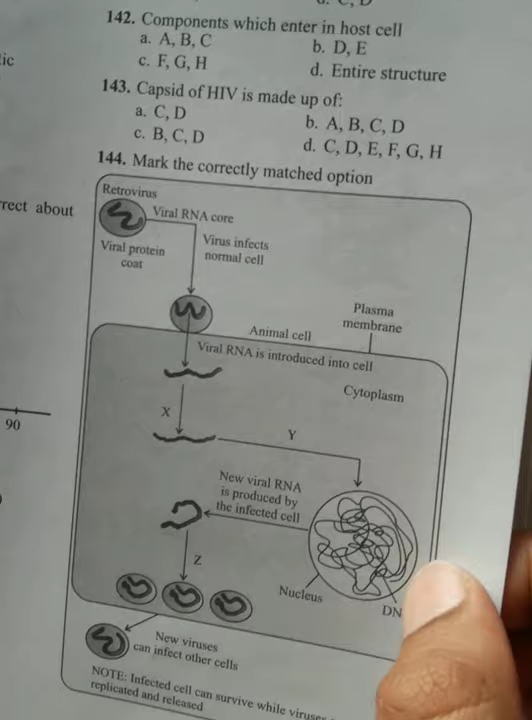 C, D
142. Components which enter in host cell
a. A, B, C
b. D, E
c. F, G, H
d. Entire structure
143. Capsid of HIV is made up of:
a. C, D
b. A, B, C, D
c. B, C, D
d. C, D, E, F, G, H
144. Mark the correctly matched option
about
Retrovirus
Viral RNA core
Viral protein
coat
Virus infects
normal cell
Plasma
membrane
Animal cell
Viral RNA is introduced into cell
Cytoplasm
X
Y
New viral RNA
is produced by
the infected cell
Z
Nucleus
DN
New viruses
can infect other cells
NOTE: Infected cell can survive while viruses
replicated and released
90